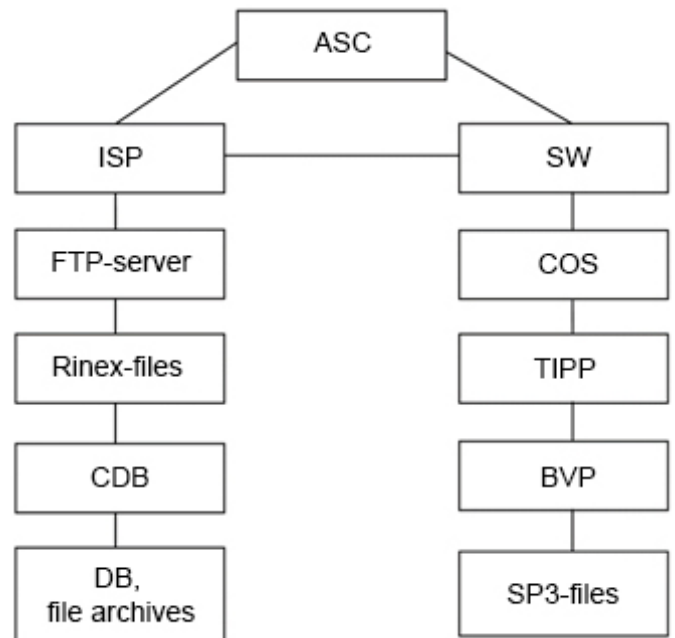 ASC
ISP
SW
FTP-server
COS
Rinex-files
TIPP
CDB
BVP
DB,
file archives
SP3-files